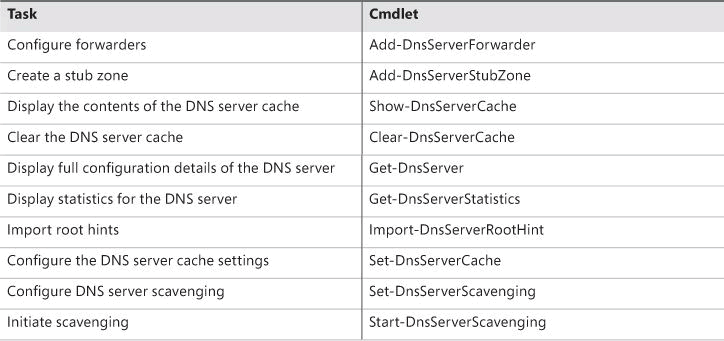 Task Cmdlet
Configure forwarders Add-DnsServerForwarder
Create a stub zone Add-DnsServerStubZone
Display the contents of the DNS server cache Show-DnsServerCache
Clear the DNS server cache Clear-DnsServerCache
Display full configuration details of the DNS server Get-DnsServer
Display statistics for the DNS server Get-DnsServerStatistics
Import root hints Import-DnsServerRootHint
Configure the DNS server cache settings Set-DnsServerCache
Configure DNS server scavenging Set-DnsServerScavenging
Initiate scavenging Start-DnsServerScavenging